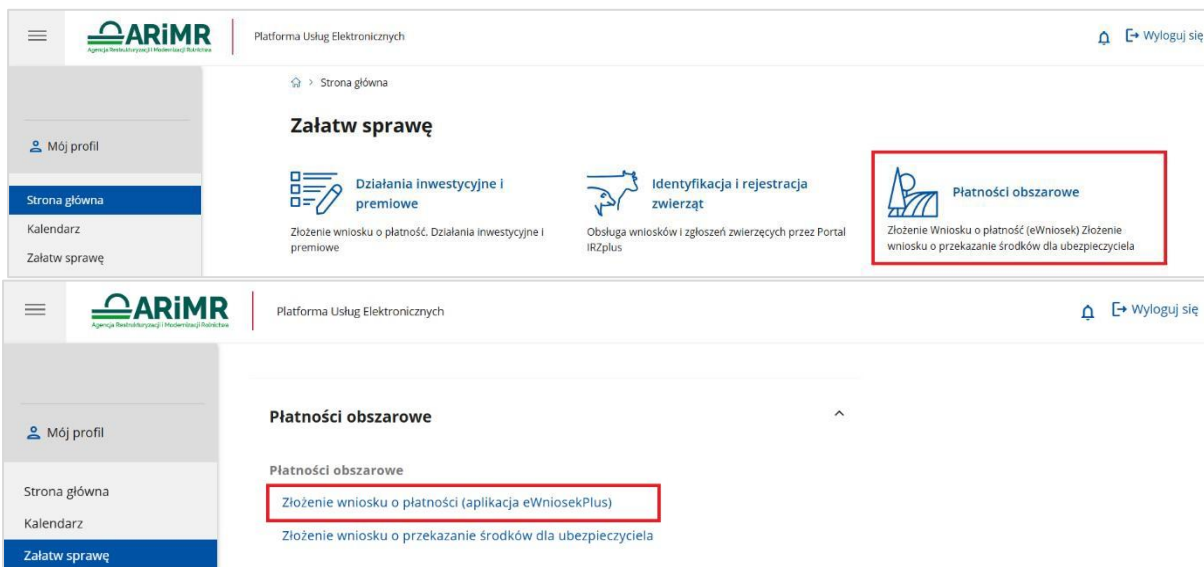 ARiMR
Agencja Restrukturyzacji i Modernizacji Rolnictwa
Platforma Usług Elektronicznych
Wyloguj się
Strona główna
Załatw sprawę
Mój profil
Strona główna
Kalendarz
Załatw sprawę
Działania inwestycyjne i
premiowe
Złożenie wniosku o płatność. Działania inwestycyjne i
premiowe
Identyfikacja i rejestracja
zwierząt
Obsługa wniosków i zgłoszeń zwierzęcych przez Portal
IRZplus
Płatności obszarowe
Złożenie Wniosku o płatność (eWniosek) Złożenie
wniosku o przekazanie środków dla ubezpieczyciela
ARiMR
Agencja Restrukturyzacji i Modernizacji Rolnictwa
Platforma Usług Elektronicznych
Wyloguj się
Mój profil
Strona główna
Kalendarz
Załatw sprawę
Płatności obszarowe
Płatności obszarowe
Złożenie wniosku o płatności (aplikacja eWniosekPlus)
Złożenie wniosku o przekazanie środków dla ubezpieczyciela